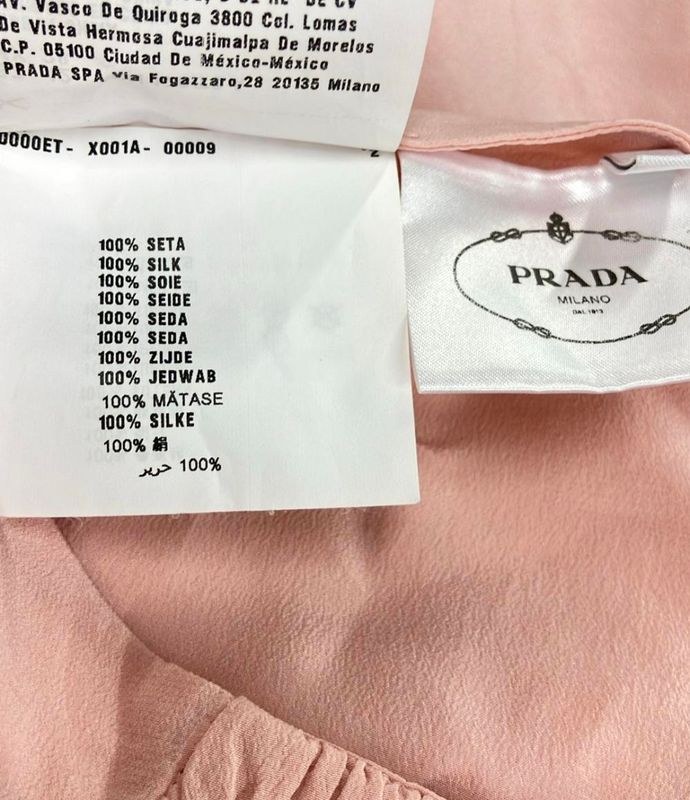 AV. Vasco De Quiroga 3800 Col. Lomas
De Vista Hermosa Cuajimalpa De Morelos
C.P. 05100 Ciudad De México-México
PRADA SPA Via Fogazzaro,28 20135 Milano
0000ET- X001A- 00009
100% SETA
100% SILK
100% SOIE
100% SEIDE
100% SEDA
100% SEDA
100% ZIJDE
100% JEDWAB
100% MĂTASE
100% SILKE
100% 絹
100% حرير
PRADA
MILANO
DAL 1913